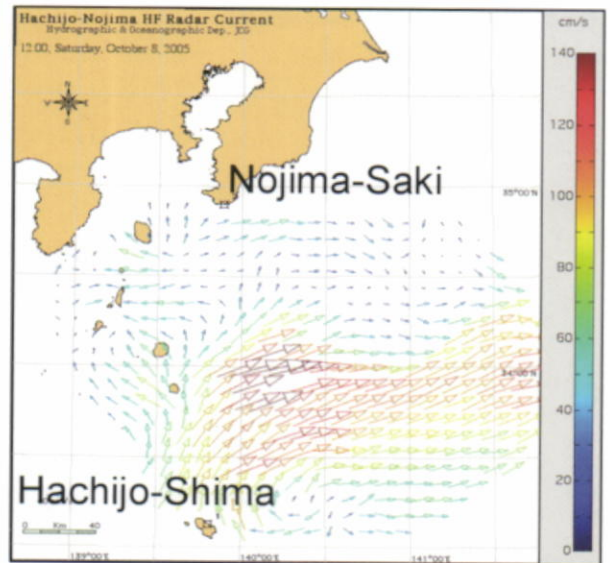 Hachijo-Nojima HF Radar Current
Hydrographic & Oceanographic Dep., JCG
12:00, Saturday, October 8, 2005
cm/s
140
120
100
80
60
40
20
0
N
E
S
Nojima-Saki
35°00'N
34°00'N
Hachijo-Shima
0 Km 40
139°00'E
140°00'E
141°00'E